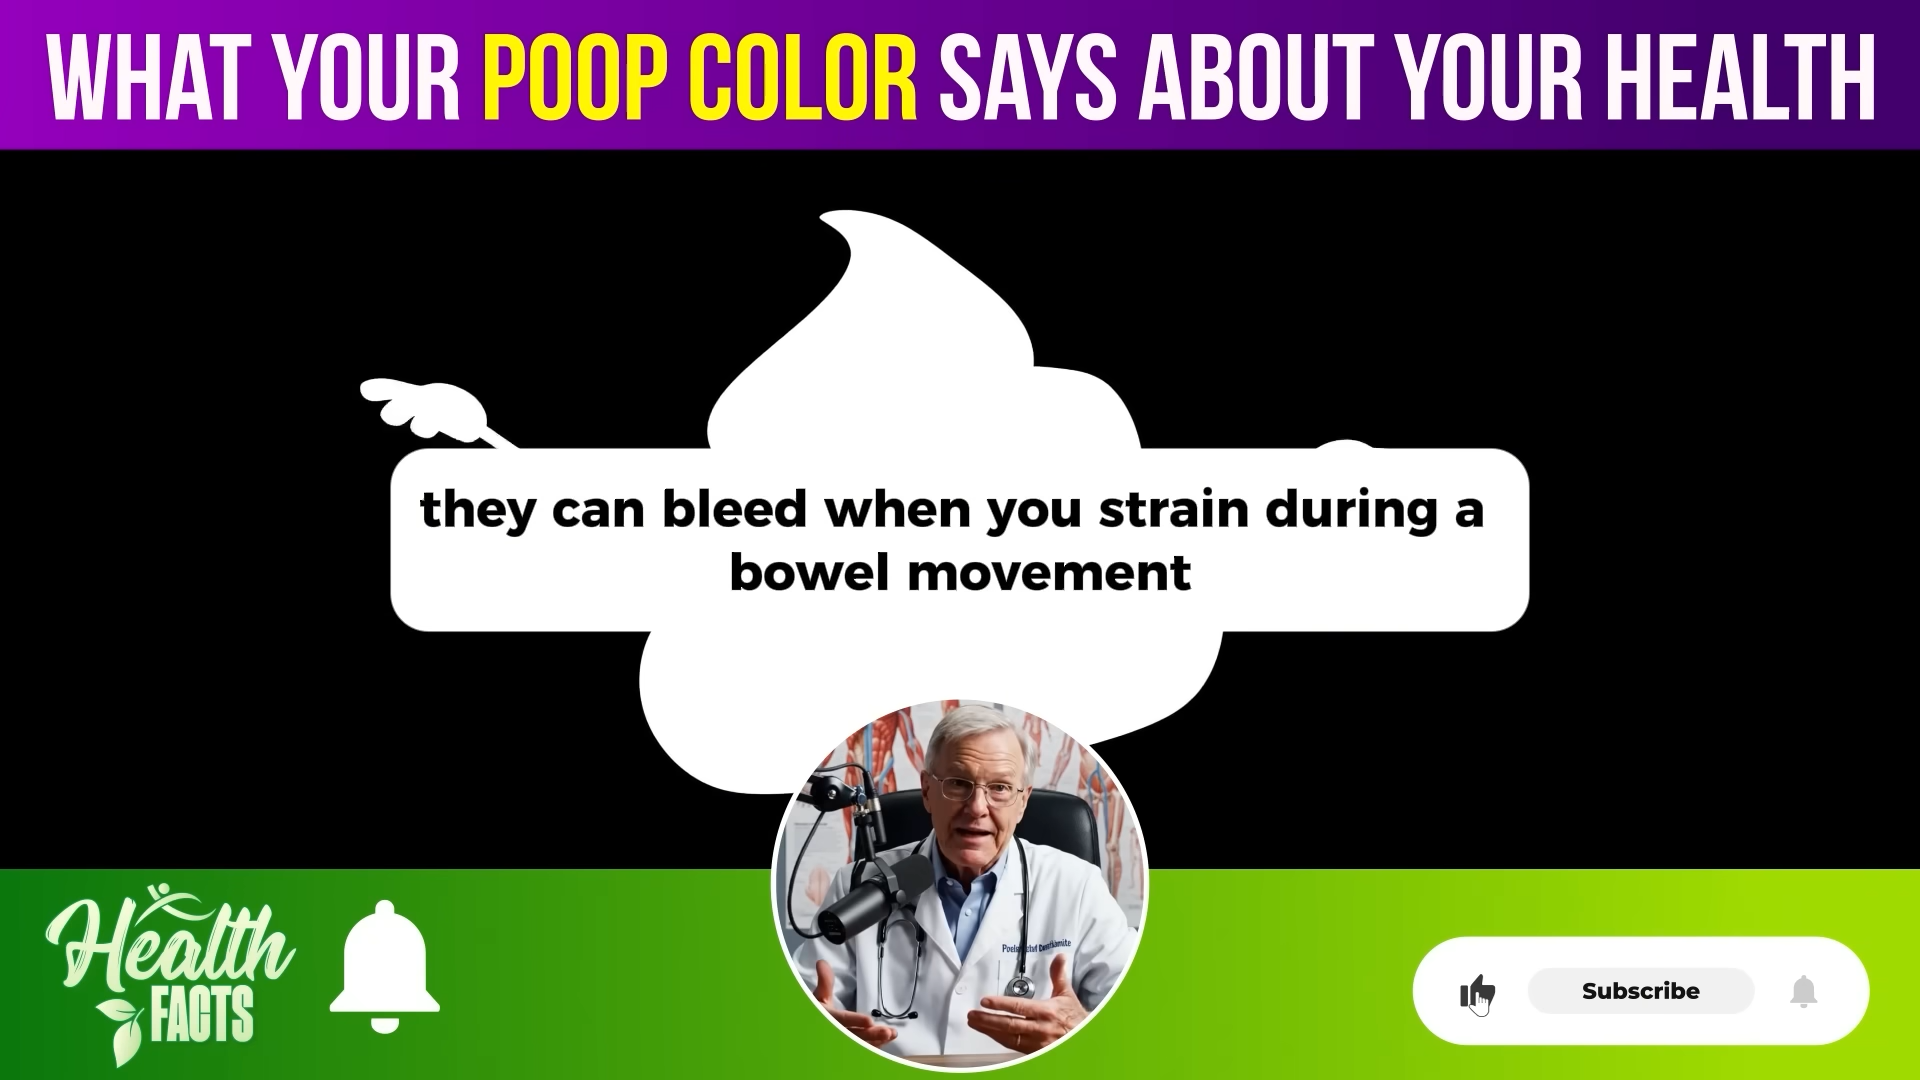 WHAT YOUR POOP COLOR SAYS ABOUT YOUR HEALTH
they can bleed when you strain during a
bowel movement
Health
FACTS
Subscribe